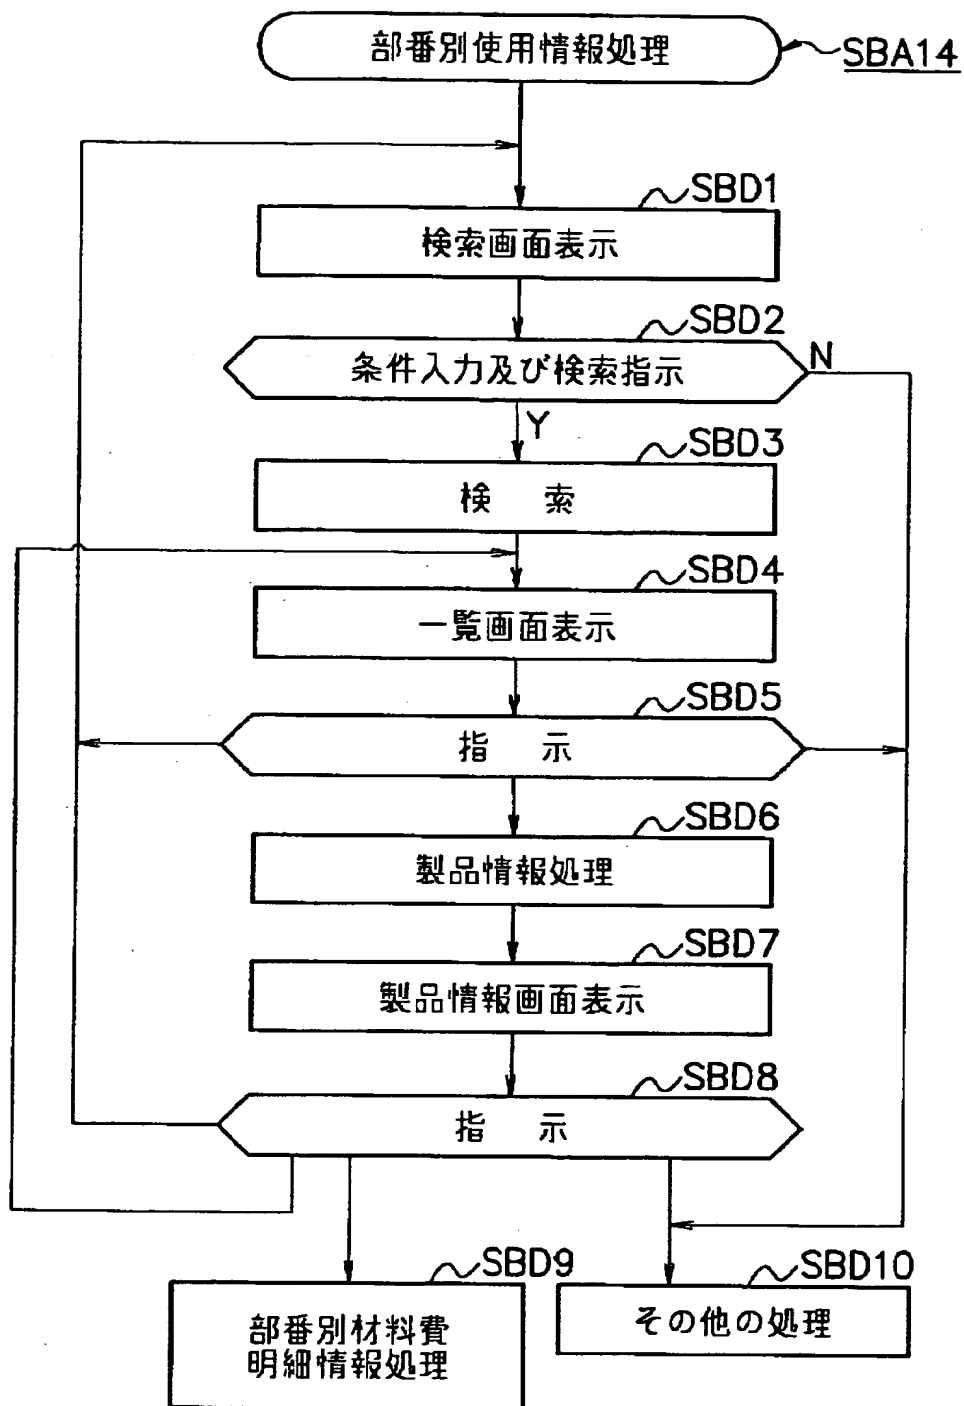 部番別使用情報処理
SBA14
SBD1
検索画面表示
SBD2
条件入力及び検索指示
N
Y
SBD3
検 索
SBD4
一覧画面表示
SBD5
指 示
SBD6
製品情報処理
SBD7
製品情報画面表示
SBD8
指 示
SBD9
部番別材料費
明細情報処理
SBD10
その他の処理